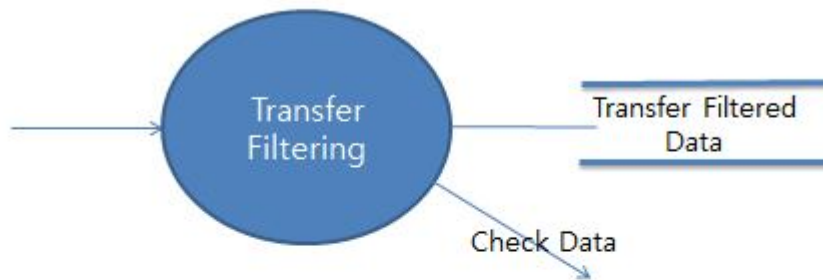 Transfer
Filtering
Transfer Filtered
Data
Check Data